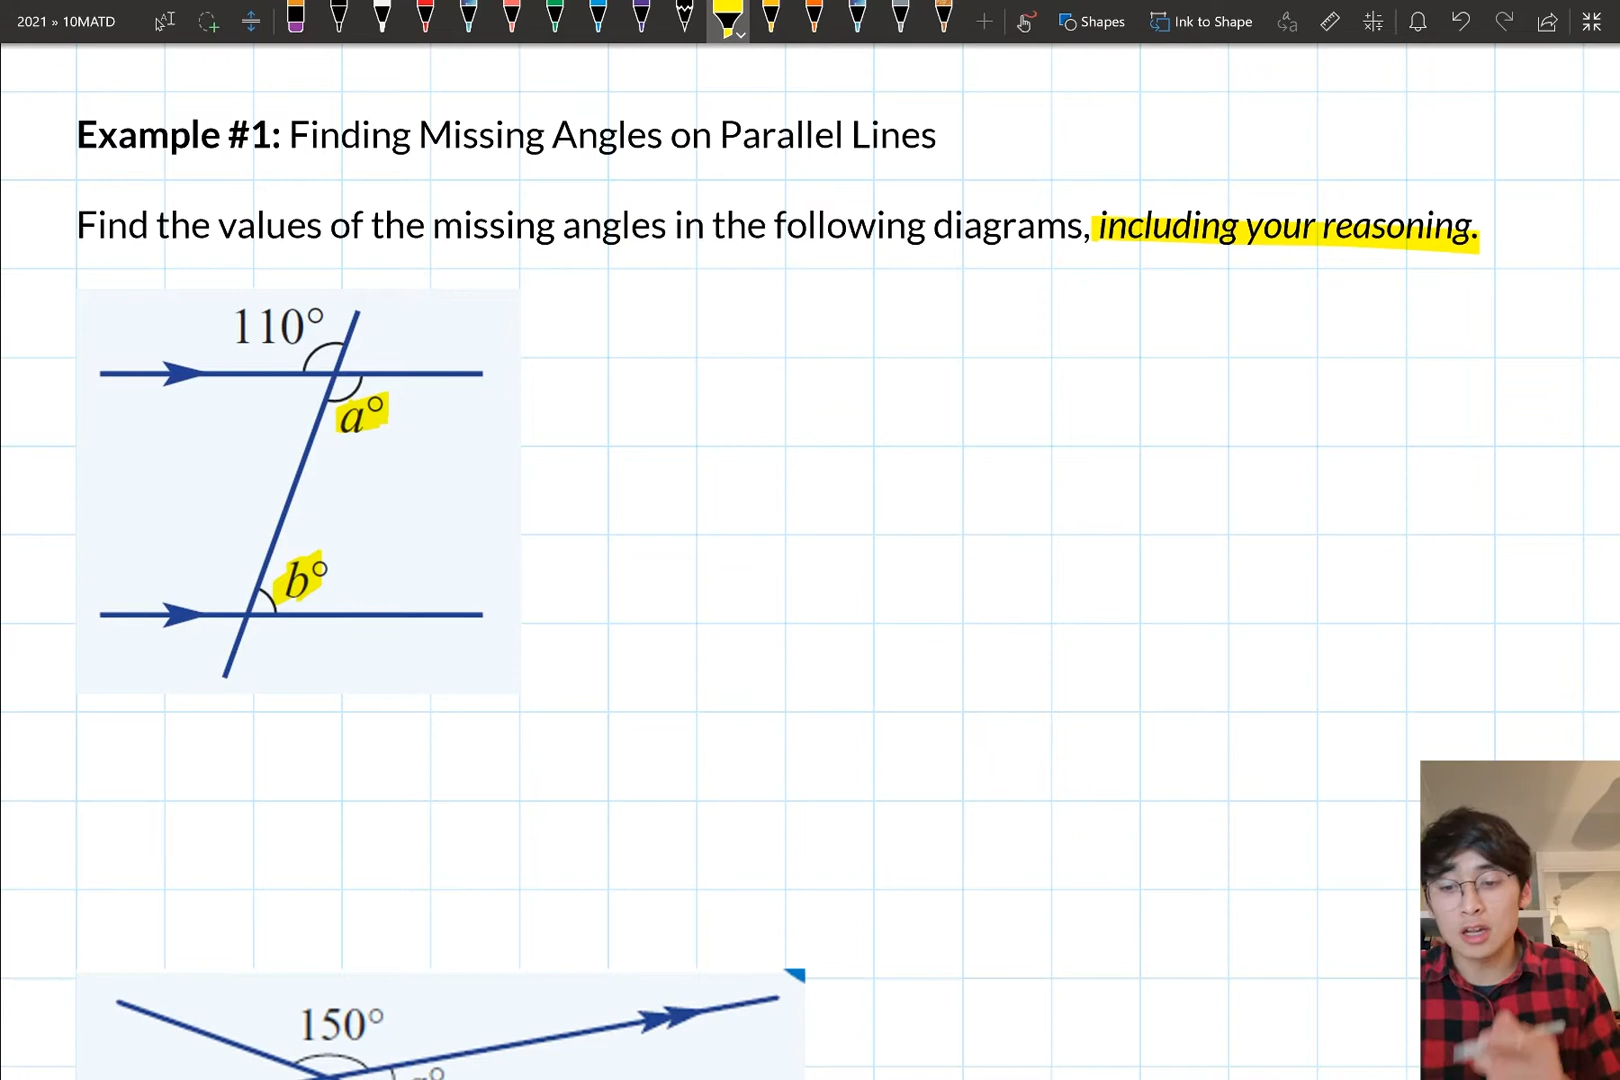 2021 » 10MATD
Shapes
Ink to Shape
Example #1: Finding Missing Angles on Parallel Lines
Find the values of the missing angles in the following diagrams, including your reasoning.
110°
a°
b°
150°